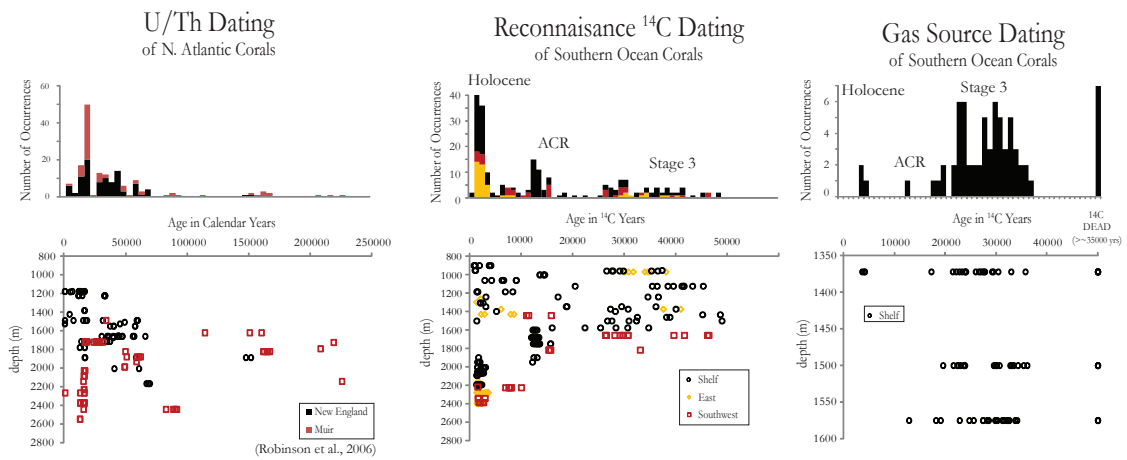 U/Th Dating
of N. Atlantic Corals
Number of Occurrences
60
40
20
0
Age in Calendar Years
0
50000
100000
150000
200000
250000
depth (m)
800
1000
1200
1400
1600
1800
2000
2200
2400
2600
2800
New England
Muir
(Robinson et al., 2006)
Reconnaisance 14C Dating
of Southern Ocean Corals
Holocene
ACR
Stage 3
Number of Occurrences
40
30
20
10
0
Age in 14C Years
0
10000
20000
30000
40000
50000
depth (m)
800
1000
1200
1400
1600
1800
2000
2200
2400
2600
2800
Shelf
East
Southwest
Gas Source Dating
of Southern Ocean Corals
Holocene
Stage 3
ACR
Number of Occurrences
6
4
2
0
Age in 14C Years
14C
DEAD
(>~35000 yrs)
0
10000
20000
30000
40000
depth (m)
1350
1400
1450
1500
1550
1600
Shelf